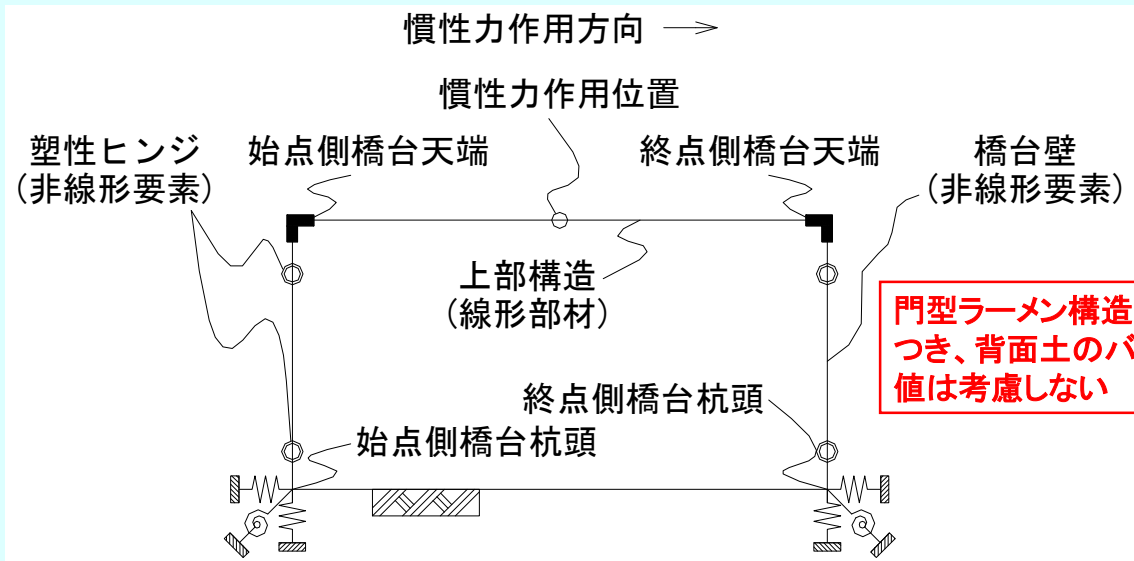 慣性力作用方向
慣性力作用位置
塑性ヒンジ
(非線形要素)
始点側橋台天端
終点側橋台天端
橋台壁
(非線形要素)
上部構造
(線形部材)
門型ラーメン構造
つき、背面土のバ
値は考慮しない
終点側橋台杭頭
始点側橋台杭頭